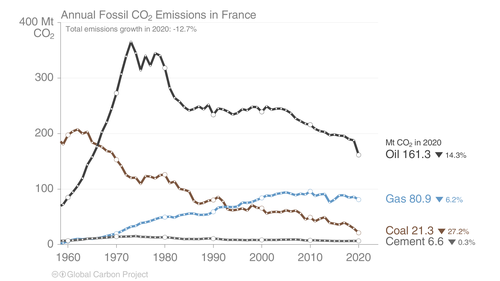 Annual Fossil CO₂ Emissions in France
400 Mt
CO₂
Total emissions growth in 2020: -12.7%
300
200
100
0
1960 1970 1980 1990 2000 2010 2020
Mt CO₂ in 2020
Oil 161.3 ▼ 14.3%
Gas 80.9 ▼ 6.2%
Coal 21.3 ▼ 27.2%
Cement 6.6 ▼ 0.3%
Global Carbon Project